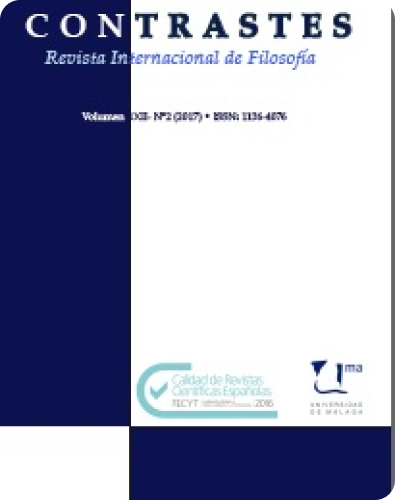 CONTRASTES
Revista Internacional de Filosofía
Volumen XXII- Nº2 (2017) • ISSN: 1136-4076
Calidad de Revistas
Científicas Españolas
FECYT 2016
uma
UNIVERSIDAD
DE MÁLAGA